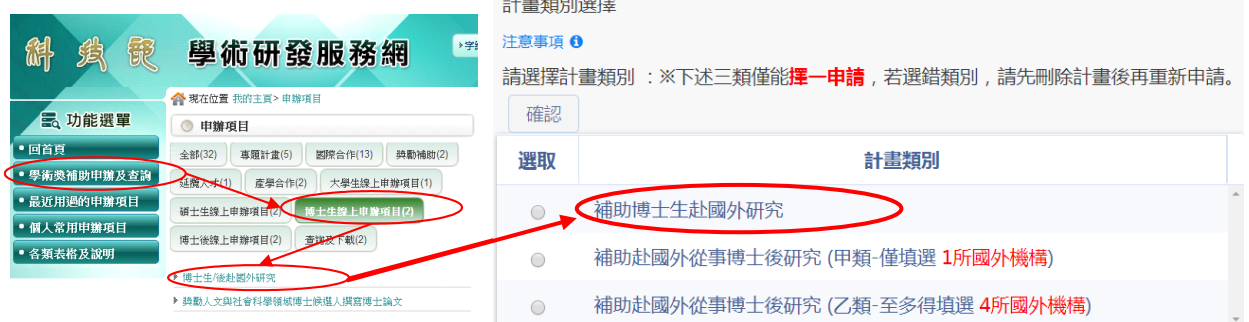 科技部 學術研發服務網
現在位置 我的主頁> 申辦項目
功能選單
• 回首頁
• 學術獎補助申辦及查詢
• 最近用過的申辦項目
• 個人常用申辦項目
• 各類表格及說明
申辦項目
全部(32) 專題計畫(5) 國際合作(13) 獎勵補助(2)
延攬人才(1) 產學合作(2) 大學生線上申辦項目(1)
碩士生線上申辦項目(2) 博士生線上申辦項目(2)
博士後線上申辦項目(2) 查詢及下載(2)
博士生/後赴國外研究
獎勵人文與社會科學領域博士候選人撰寫博士論文
計畫類別選擇
注意事項
請選擇計畫類別 :※下述三類僅能擇一申請,若選錯類別,請先刪除計畫後再重新申請。
確認
選取 計畫類別
補助博士生赴國外研究
補助赴國外從事博士後研究 (甲類-僅填選 1所國外機構)
補助赴國外從事博士後研究 (乙類-至多得填選 4所國外機構)